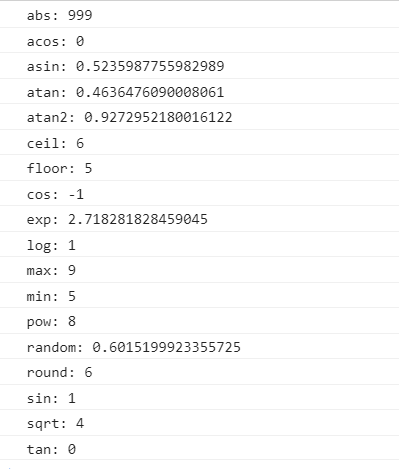 abs: 999
acos: 0
asin: 0.5235987755982989
atan: 0.4636476090008061
atan2: 0.9272952180016122
ceil: 6
floor: 5
cos: -1
exp: 2.718281828459045
log: 1
max: 9
min: 5
pow: 8
random: 0.6015199923355725
round: 6
sin: 1
sqrt: 4
tan: 0